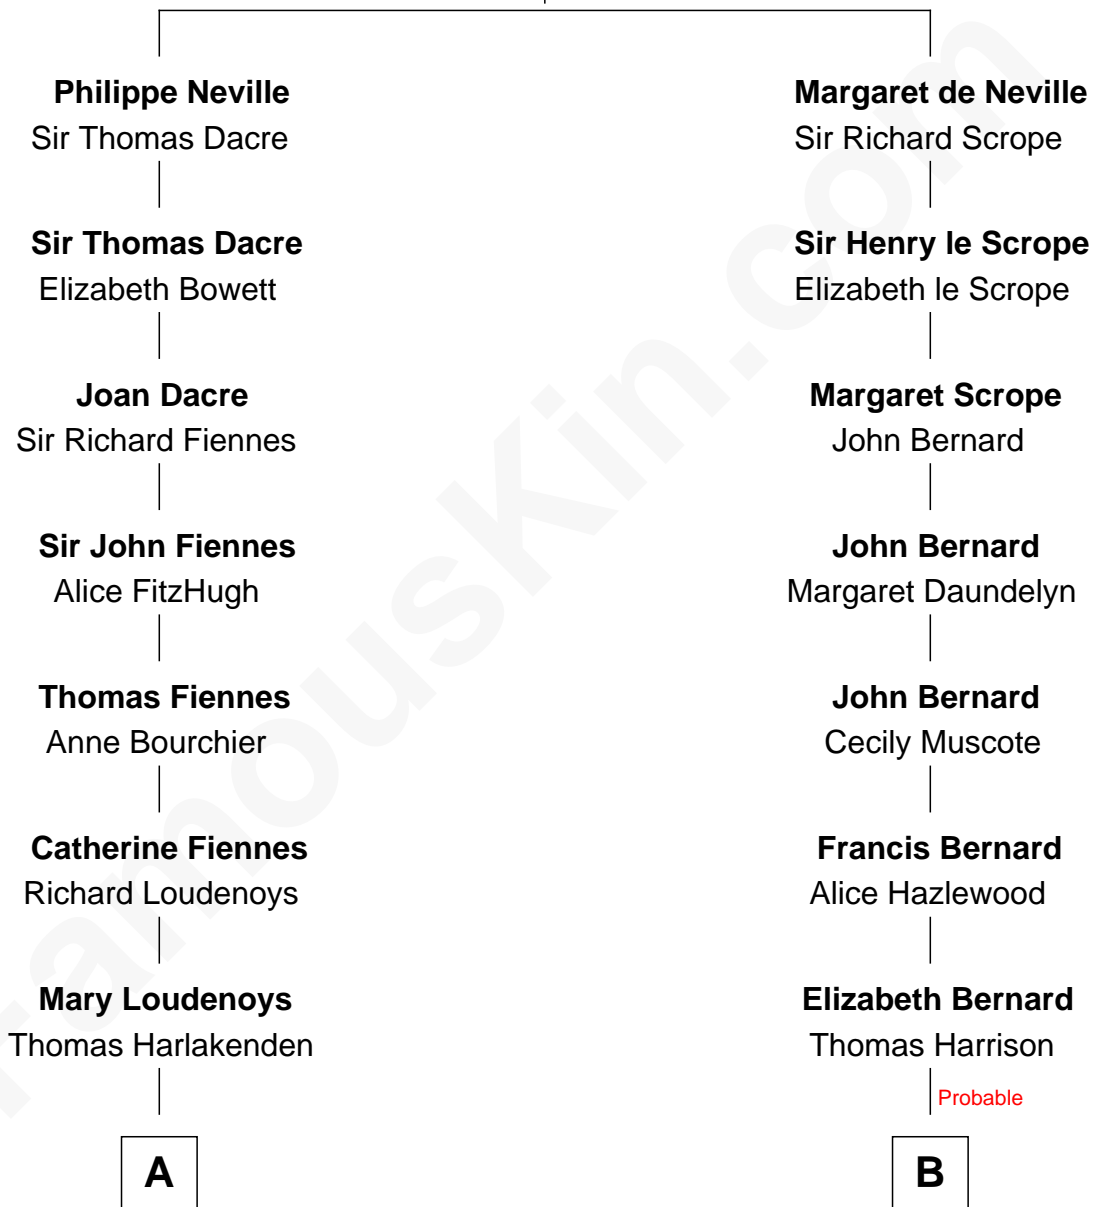 Philippe Neville
Sir Thomas Dacre
Margaret de Neville
Sir Richard Scrope
Sir Thomas Dacre
Elizabeth Bowett
Sir Henry le Scrope
Elizabeth le Scrope
Joan Dacre
Sir Richard Fiennes
Margaret Scrope
John Bernard
Sir John Fiennes
Alice FitzHugh
John Bernard
Margaret Daundelyn
Thomas Fiennes
Anne Bourchier
John Bernard
Cecily Muscote
Catherine Fiennes
Richard Loudenoys
Francis Bernard
Alice Hazlewood
Mary Loudenoys
Thomas Harlakenden
Elizabeth Bernard
Thomas Harrison
Probable
A
B
FamousKin.com